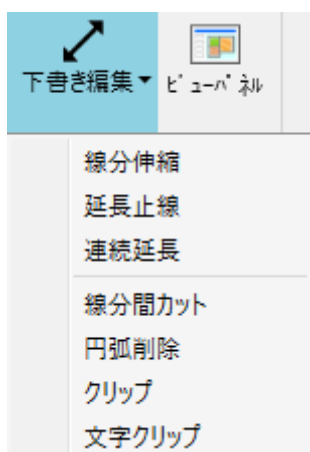 下書き編集▼ ﾋﾞｭｰﾊﾟﾈﾙ
線分伸縮
延長止線
連続延長
線分間カット
円弧削除
クリップ
文字クリップ